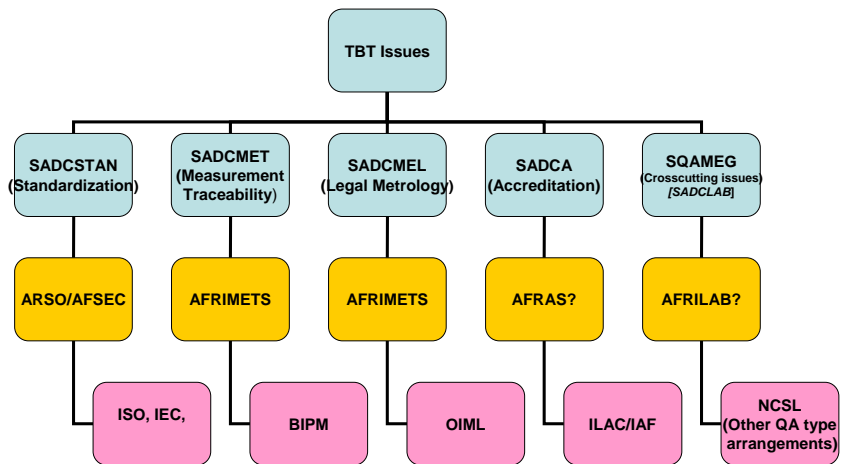 TBT Issues
SADCSTAN
(Standardization)
SADCMET
(Measurement
Traceability)
SADCMEL
(Legal Metrology)
SADCA
(Accreditation)
SQAMEG
(Crosscutting issues)
[SADCLAB]
ARSO/AFSEC
AFRIMETS
AFRIMETS
AFRAS?
AFRILAB?
ISO, IEC,
BIPM
OIML
ILAC/IAF
NCSL
(Other QA type
arrangements)